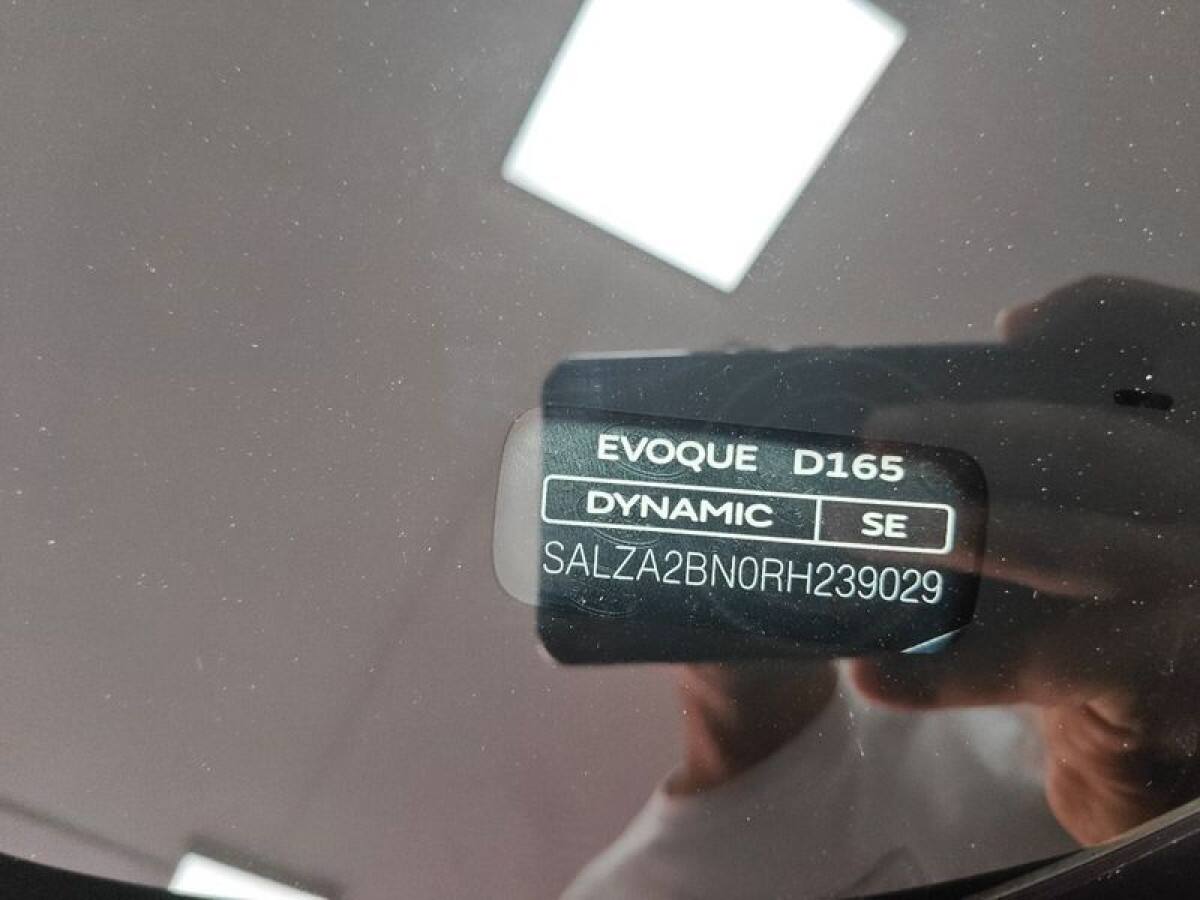 EVOQUE D165
DYNAMIC SE
SALZA2BN0RH239029